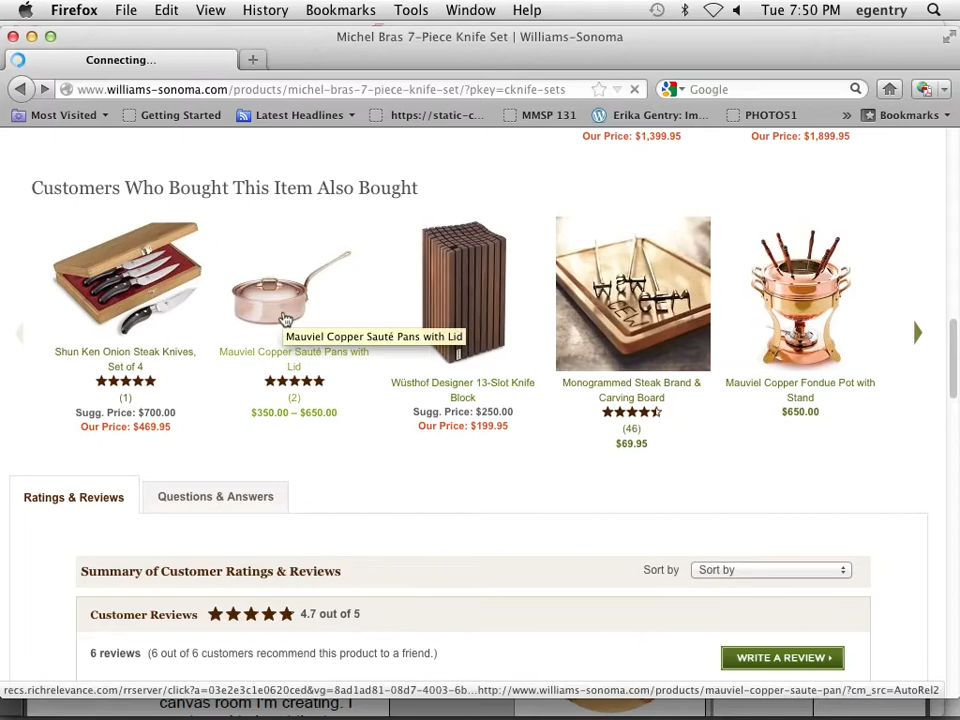 Firefox File Edit View History Bookmarks Tools Window Help Tue 7:50 PM egentry
Michel Bras 7-Piece Knife Set | Williams-Sonoma
Connecting...
www.williams-sonoma.com/products/michel-bras-7-piece-knife-set/?pkey=cknife-sets Google
Most Visited Getting Started Latest Headlines https://static-c... MMSP 131 Erika Gentry: Im... PHOTO51 » Bookmarks
Our Price: $1,399.95 Our Price: $1,899.95
Customers Who Bought This Item Also Bought
Mauviel Copper Sauté Pans with Lid
Shun Ken Onion Steak Knives,
Set of 4
(1)
Sugg. Price: $700.00
Our Price: $469.95
Mauviel Copper Sauté Pans with
Lid
(2)
$350.00 – $650.00
Wüsthof Designer 13-Slot Knife
Block
Sugg. Price: $250.00
Our Price: $199.95
Monogrammed Steak Brand &
Carving Board
(46)
$69.95
Mauviel Copper Fondue Pot with
Stand
$650.00
Ratings & Reviews Questions & Answers
Summary of Customer Ratings & Reviews Sort by Sort by
Customer Reviews 4.7 out of 5
6 reviews (6 out of 6 customers recommend this product to a friend.) WRITE A REVIEW
recs.richrelevance.com/rrserver/click?a=03e2e3c1e0620ced&vg=8ad1ad81-08d7-4003-6b...http://www.williams-sonoma.com/products/mauviel-copper-saute-pan/?cm_src=AutoRel2
canvas room I'm creating. I